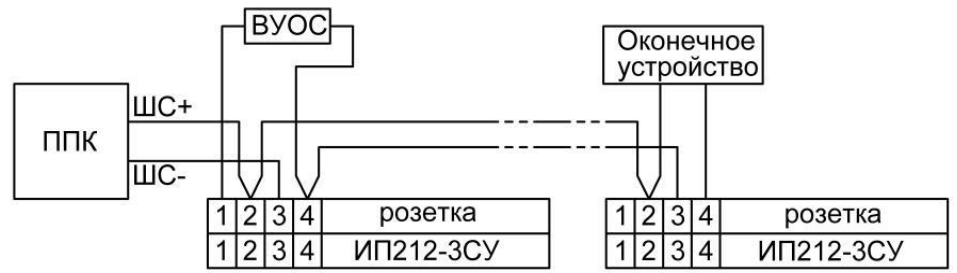 ВУОС
Оконечное
устройство
ШС+
ППК
ШС-
1 2 3 4 розетка
1 2 3 4 ИП212-3СУ
1 2 3 4 розетка
1 2 3 4 ИП212-3СУ